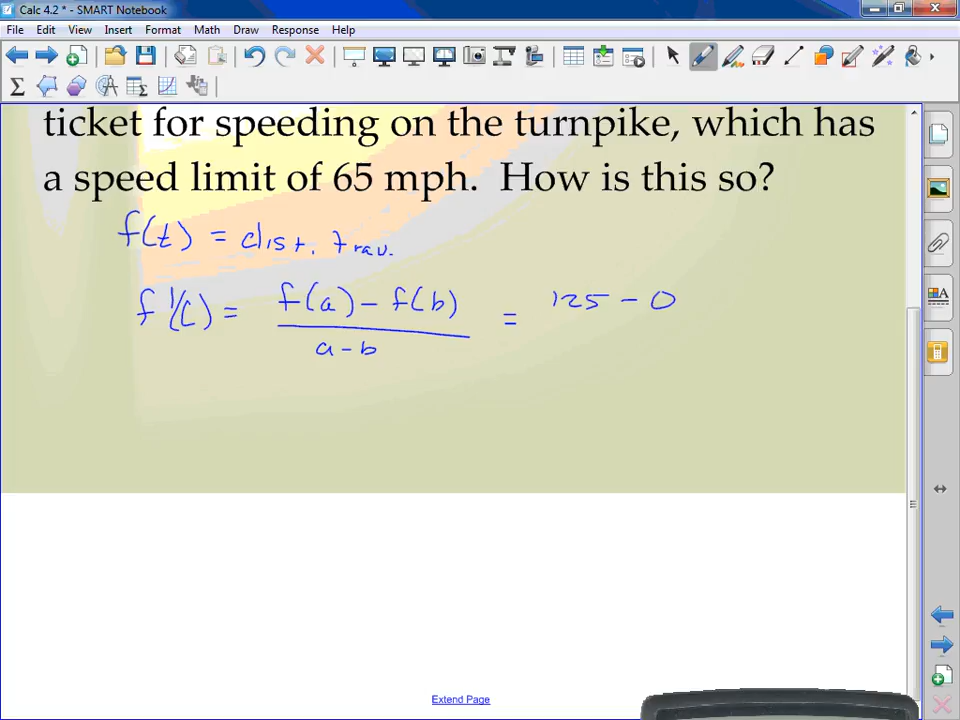 Calc 4.2 * - SMART Notebook
File Edit View Insert Format Math Draw Response Help
ticket for speeding on the turnpike, which has
a speed limit of 65 mph. How is this so?
f(t) = dist. trav.
f'(c) = f(a) - f(b) / a - b = 125 - 0
Extend Page